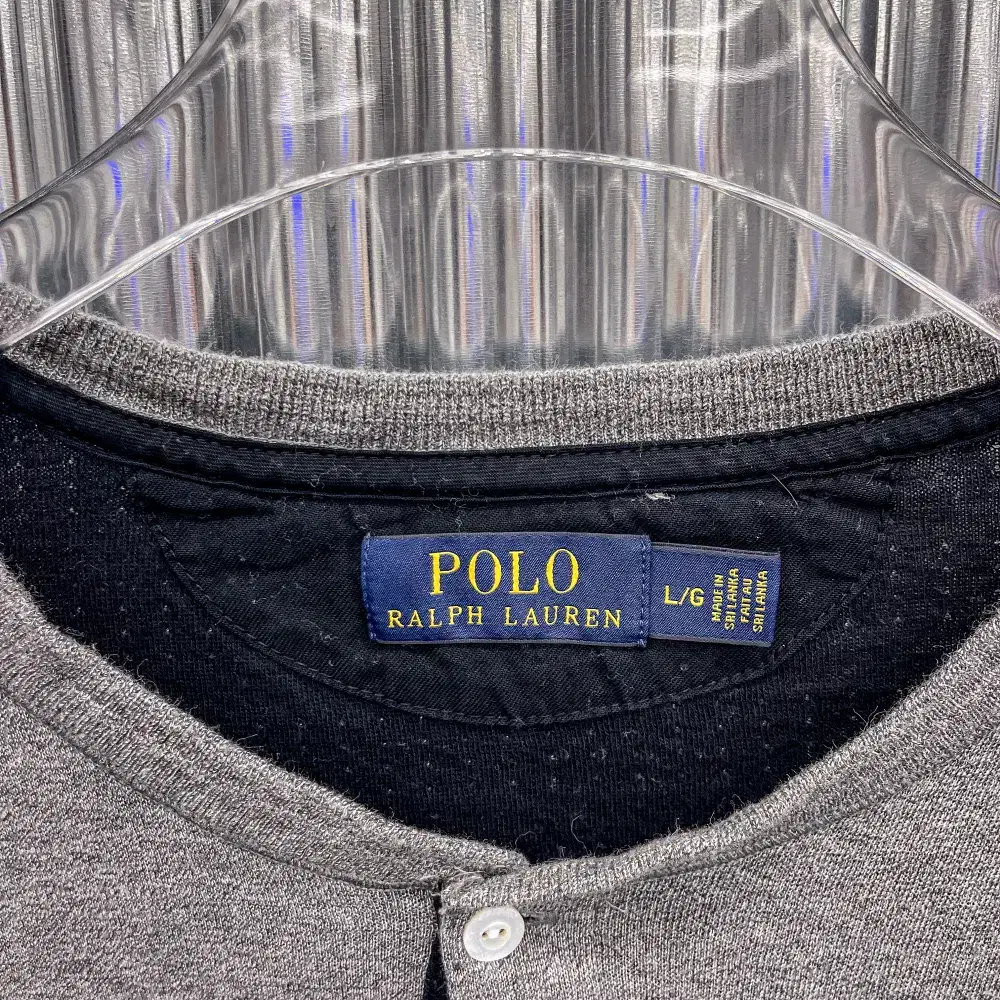 POLO
RALPH LAUREN
L/G
MADE IN
SRI LANKA
FAIT AU
SRI LANKA